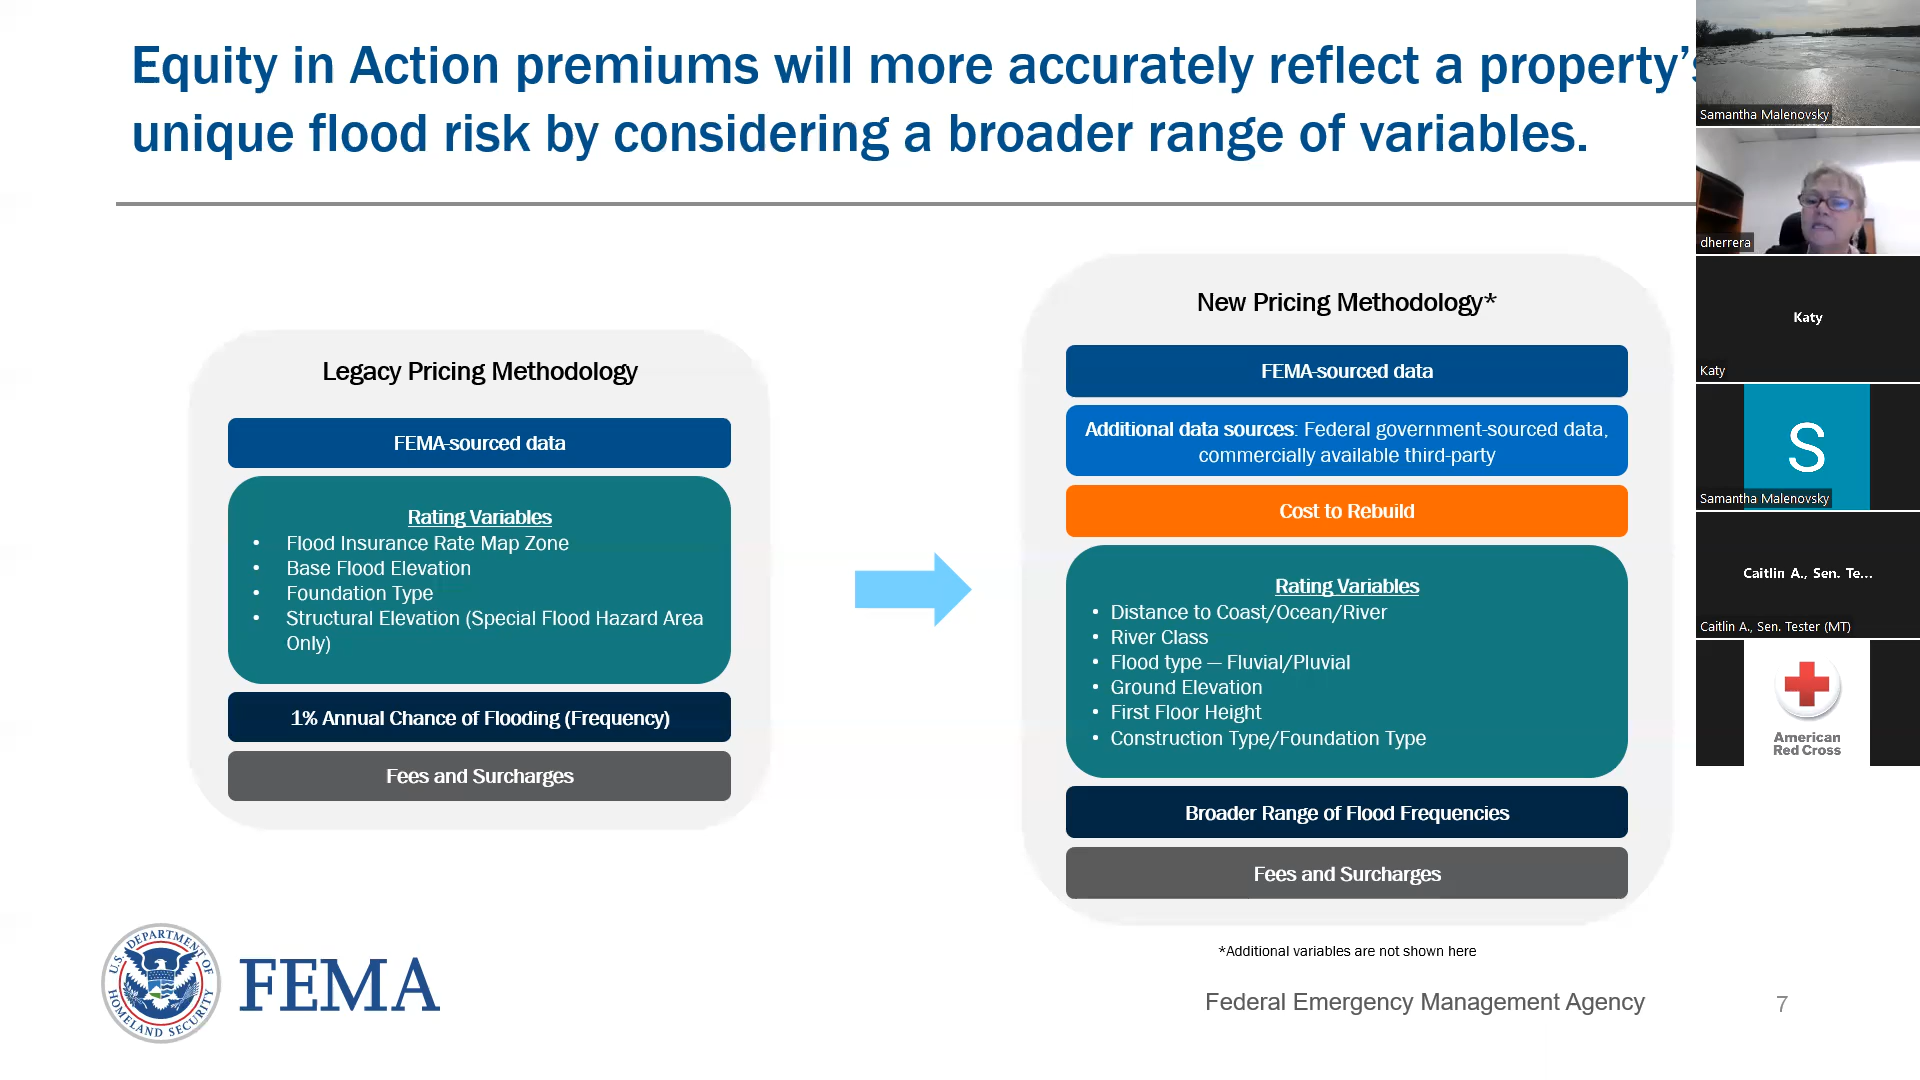 Equity in Action premiums will more accurately reflect a property's
unique flood risk by considering a broader range of variables.
Legacy Pricing Methodology
FEMA-sourced data
Rating Variables
• Flood Insurance Rate Map Zone
• Base Flood Elevation
• Foundation Type
• Structural Elevation (Special Flood Hazard Area
Only)
1% Annual Chance of Flooding (Frequency)
Fees and Surcharges
New Pricing Methodology*
FEMA-sourced data
Additional data sources: Federal government-sourced data,
commercially available third-party
Cost to Rebuild
Rating Variables
• Distance to Coast/Ocean/River
• River Class
• Flood type — Fluvial/Pluvial
• Ground Elevation
• First Floor Height
• Construction Type/Foundation Type
Broader Range of Flood Frequencies
Fees and Surcharges
*Additional variables are not shown here
U.S. DEPARTMENT OF
HOMELAND SECURITY
FEMA
Federal Emergency Management Agency
7
Samantha Malenovsky
dherrera
Katy
Katy
S
Samantha Malenovsky
Caitlin A., Sen. Te...
Caitlin A., Sen. Tester (MT)
American
Red Cross